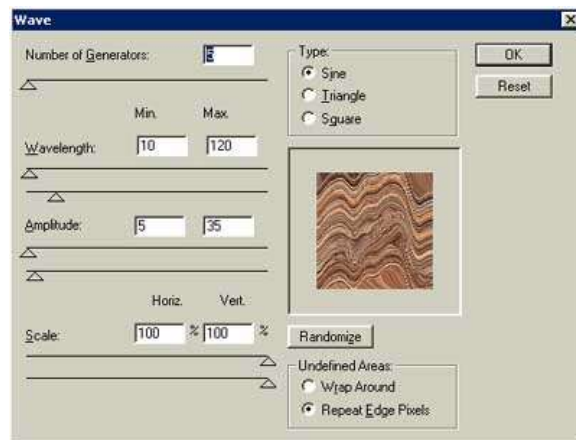 Wave
Number of Generators: 5
Min. Max.
Wavelength: 10 120
Amplitude: 5 35
Horiz. Vert.
Scale: 100 % 100 %
Type:
Sine
Triangle
Square
OK
Reset
Randomize
Undefined Areas:
Wrap Around
Repeat Edge Pixels